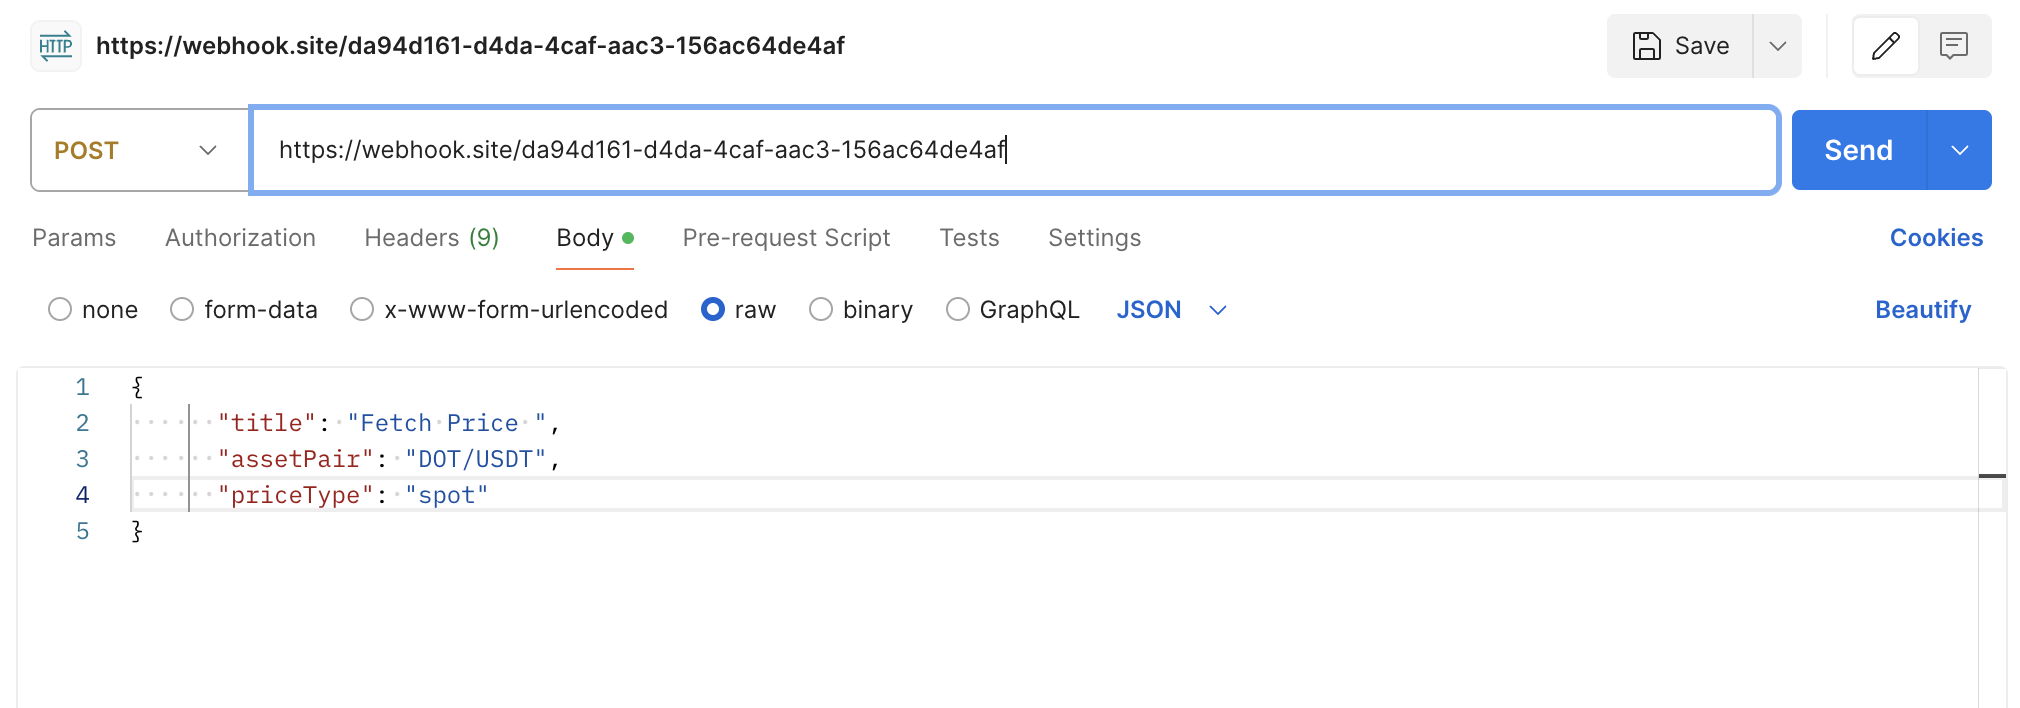 HTTP https://webhook.site/da94d161-d4da-4caf-aac3-156ac64de4af Save
POST https://webhook.site/da94d161-d4da-4caf-aac3-156ac64de4af Send
Params Authorization Headers (9) Body Pre-request Script Tests Settings Cookies
none form-data x-www-form-urlencoded raw binary GraphQL JSON Beautify
1 {
2 "title": "Fetch Price ",
3 "assetPair": "DOT/USDT",
4 "priceType": "spot"
5 }